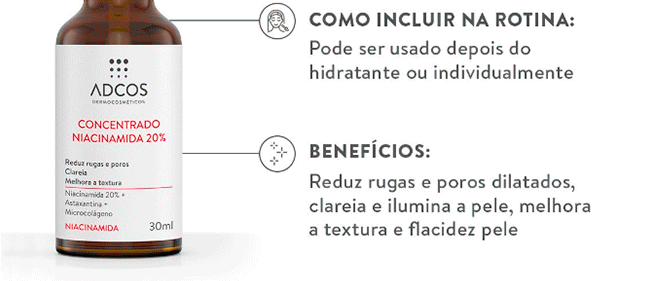 ADCOS
DERMOCOSMÉTICOS
CONCENTRADO
NIACINAMIDA 20%
Reduz rugas e poros
Clareia
Melhora a textura
Niacinamida 20% +
Astaxantina +
Microcolágeno
NIACINAMIDA 30ml
COMO INCLUIR NA ROTINA:
Pode ser usado depois do
hidratante ou individualmente
BENEFÍCIOS:
Reduz rugas e poros dilatados,
clareia e ilumina a pele, melhora
a textura e flacidez pele